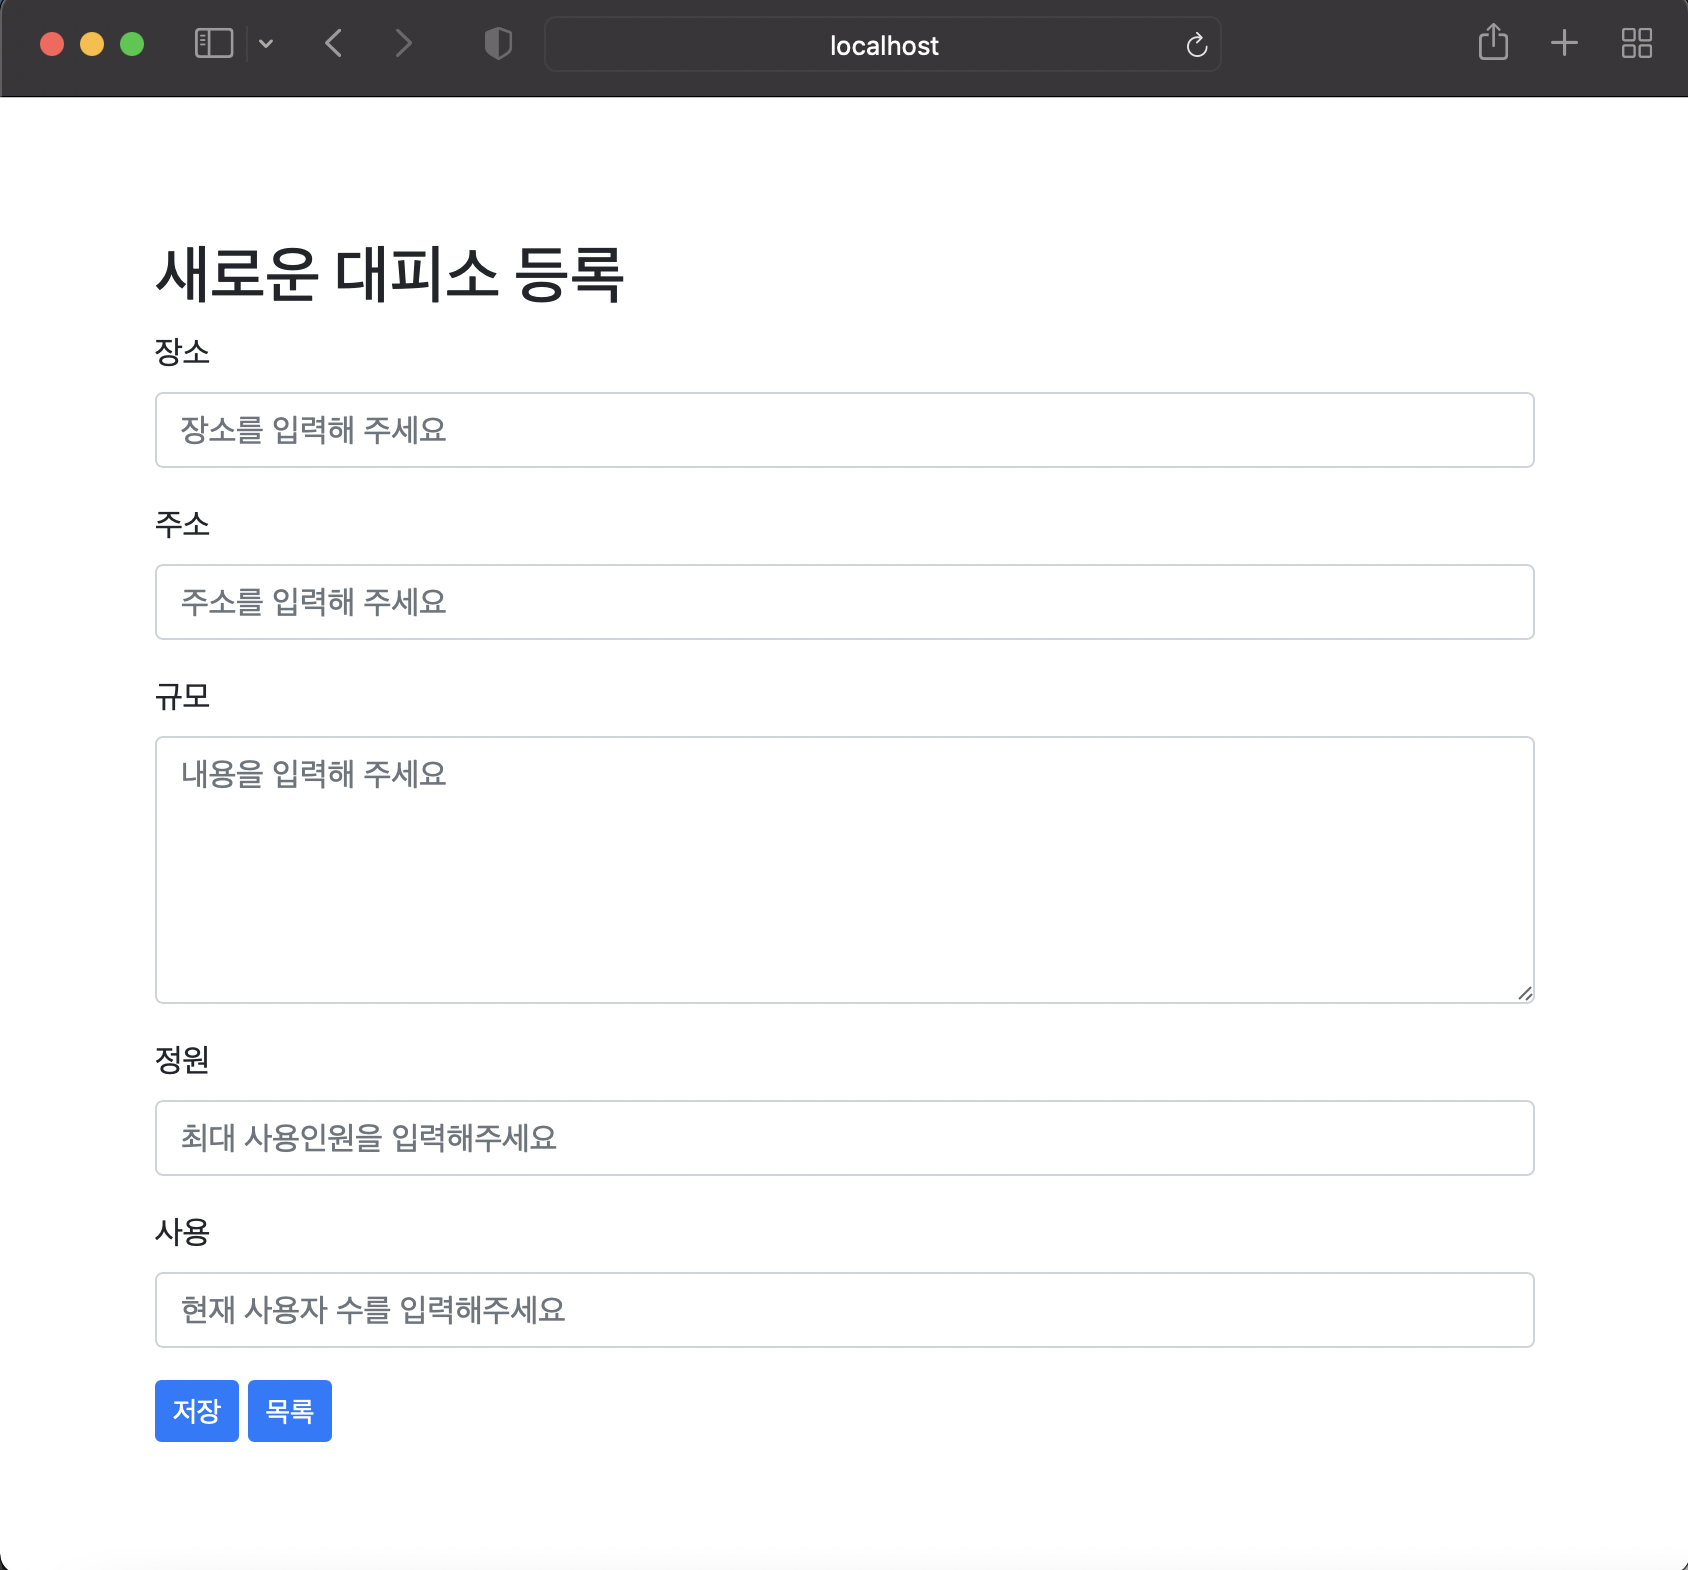 localhost
새로운 대피소 등록
장소
장소를 입력해 주세요
주소
주소를 입력해 주세요
규모
내용을 입력해 주세요
정원
최대 사용인원을 입력해주세요
사용
현재 사용자 수를 입력해주세요
저장 목록